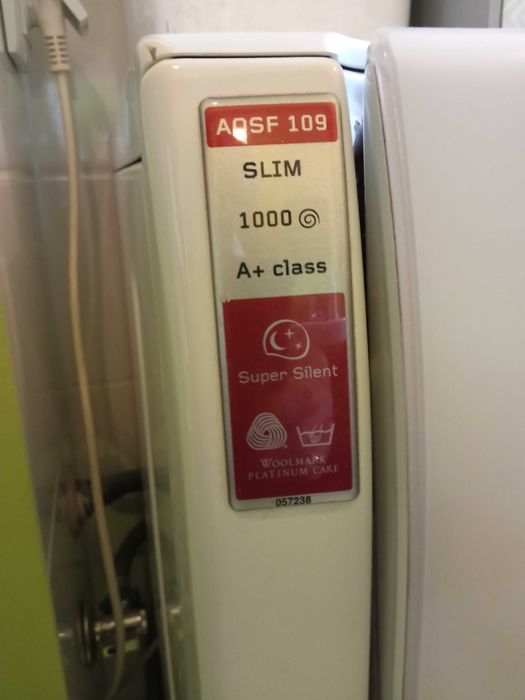 AQSF 109
SLIM
1000
A+ class
Super Silent
WOOLMARK
PLATINUM CARE
057238